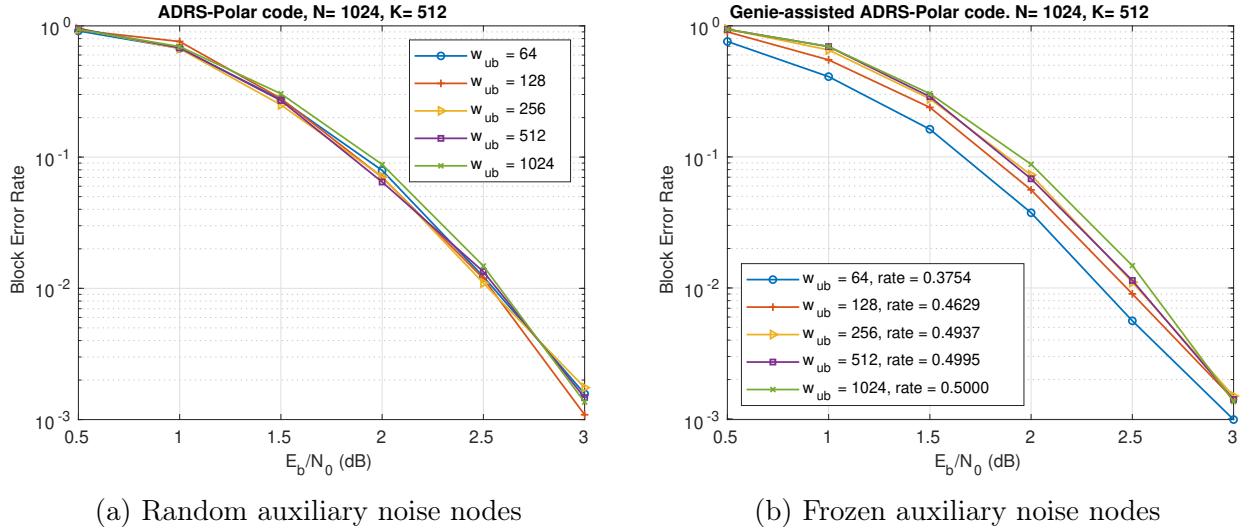 ADRS-Polar code, N= 1024, K= 512
10^0
10^-1
10^-2
10^-3
Block Error Rate
w_ub = 64
w_ub = 128
w_ub = 256
w_ub = 512
w_ub = 1024
0.5 1 1.5 2 2.5 3
E_b/N_0 (dB)
(a) Random auxiliary noise nodes
Genie-assisted ADRS-Polar code. N= 1024, K= 512
10^0
10^-1
10^-2
10^-3
Block Error Rate
w_ub = 64, rate = 0.3754
w_ub = 128, rate = 0.4629
w_ub = 256, rate = 0.4937
w_ub = 512, rate = 0.4995
w_ub = 1024, rate = 0.5000
0.5 1 1.5 2 2.5 3
E_b/N_0 (dB)
(b) Frozen auxiliary noise nodes